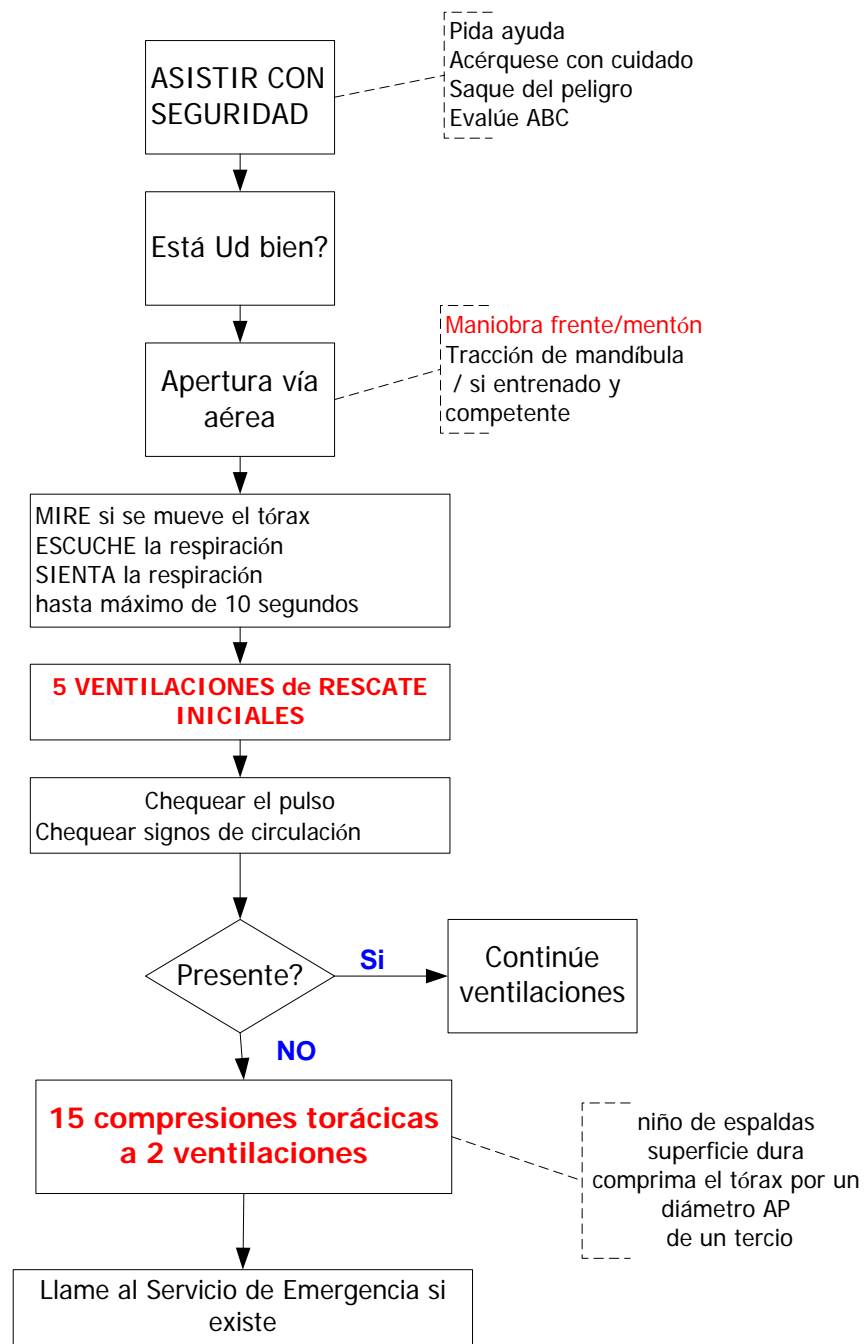 ASISTIR CON
SEGURIDAD
Pida ayuda
Acérquese con cuidado
Saque del peligro
Evalúe ABC
Está Ud bien?
Apertura vía
aérea
Maniobra frente/mentón
Tracción de mandíbula
/ si entrenado y
competente
MIRE si se mueve el tórax
ESCUCHE la respiración
SIENTA la respiración
hasta máximo de 10 segundos
5 VENTILACIONES de RESCATE
INICIALES
Chequear el pulso
Chequear signos de circulación
Presente?
Si
Continúe
ventilaciones
NO
15 compresiones torácicas
a 2 ventilaciones
niño de espaldas
superficie dura
comprima el tórax por un
diámetro AP
de un tercio
Llame al Servicio de Emergencia si
existe